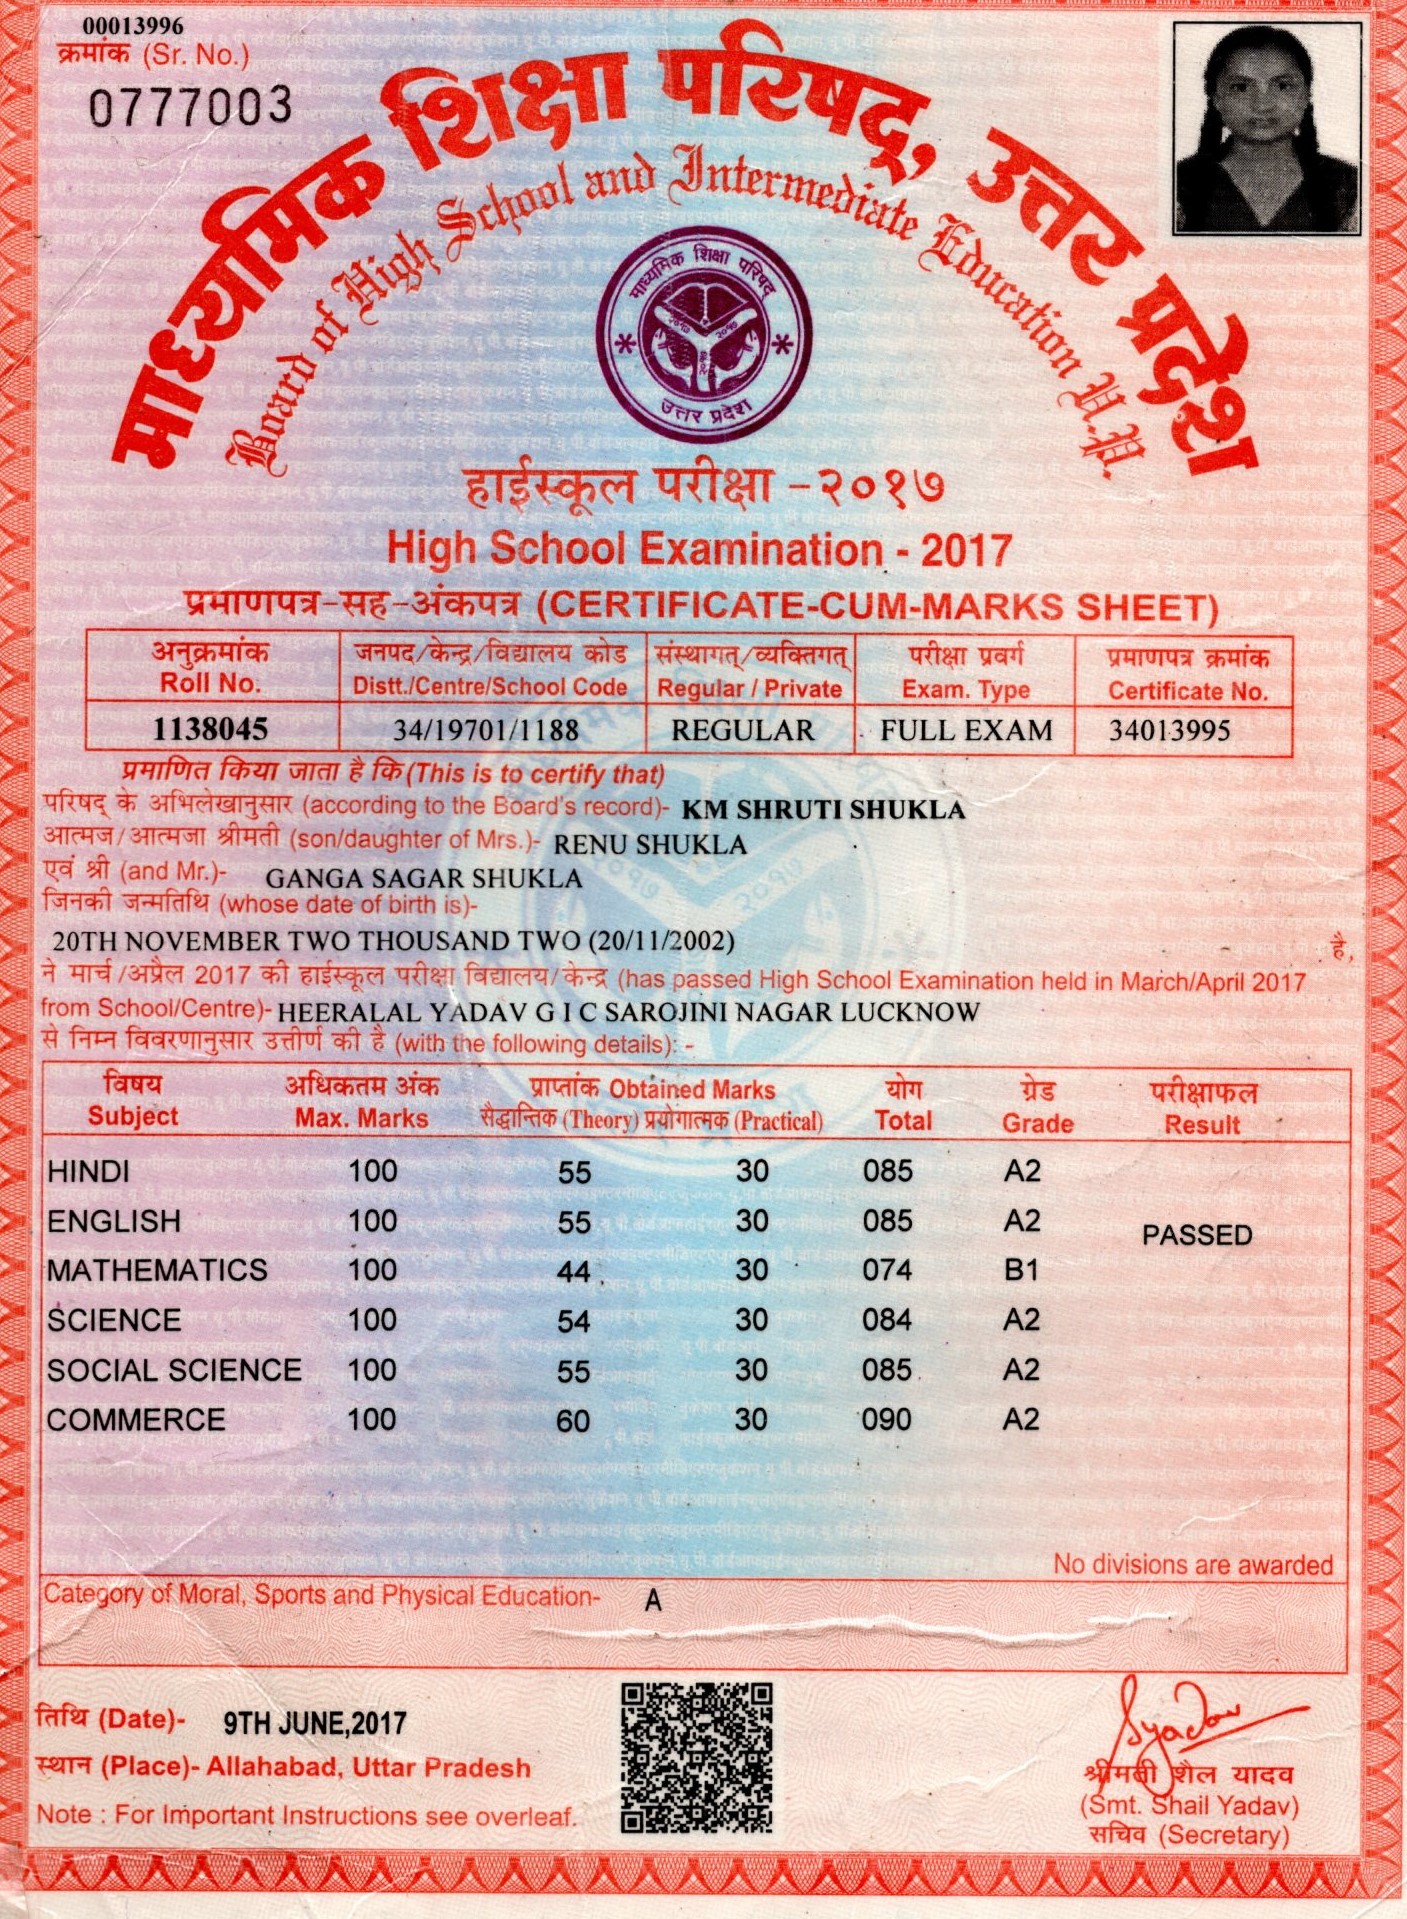 00013996
क्रमांक (Sr. No.)
0777003
माध्यमिक शिक्षा परिषद्, उत्तर प्रदेश
Board of High School and Intermediate Education U.P.
माध्यमिक शिक्षा परिषद्
२०१७ २०१७
उत्तर प्रदेश
हाईस्कूल परीक्षा -२०१७
High School Examination - 2017
प्रमाणपत्र-सह-अंकपत्र (CERTIFICATE-CUM-MARKS SHEET)
अनुक्रमांक जनपद/केन्द्र/विद्यालय कोड संस्थागत्/व्यक्तिगत् परीक्षा प्रवर्ग प्रमाणपत्र क्रमांक
Roll No. Distt./Centre/School Code Regular / Private Exam. Type Certificate No.
1138045 34/19701/1188 REGULAR FULL EXAM 34013995
प्रमाणित किया जाता है कि (This is to certify that)
परिषद् के अभिलेखानुसार (according to the Board's record)- KM SHRUTI SHUKLA
आत्मज/आत्मजा श्रीमती (son/daughter of Mrs.)- RENU SHUKLA
एवं श्री (and Mr.)- GANGA SAGAR SHUKLA
जिनकी जन्मतिथि (whose date of birth is)-
20TH NOVEMBER TWO THOUSAND TWO (20/11/2002) है,
ने मार्च/अप्रैल 2017 की हाईस्कूल परीक्षा विद्यालय/केन्द्र (has passed High School Examination held in March/April 2017
from School/Centre)- HEERALAL YADAV G I C SAROJINI NAGAR LUCKNOW
से निम्न विवरणानुसार उत्तीर्ण की है (with the following details): -
विषय अधिकतम अंक प्राप्तांक Obtained Marks योग ग्रेड परीक्षाफल
Subject Max. Marks सैद्धान्तिक (Theory) प्रयोगात्मक (Practical) Total Grade Result
HINDI 100 55 30 085 A2
ENGLISH 100 55 30 085 A2 PASSED
MATHEMATICS 100 44 30 074 B1
SCIENCE 100 54 30 084 A2
SOCIAL SCIENCE 100 55 30 085 A2
COMMERCE 100 60 30 090 A2
No divisions are awarded
Category of Moral, Sports and Physical Education- A
तिथि (Date)- 9TH JUNE,2017
स्थान (Place)- Allahabad, Uttar Pradesh
Note : For Important Instructions see overleaf.
Syadav
श्रीमती शैल यादव
(Smt. Shail Yadav)
सचिव (Secretary)